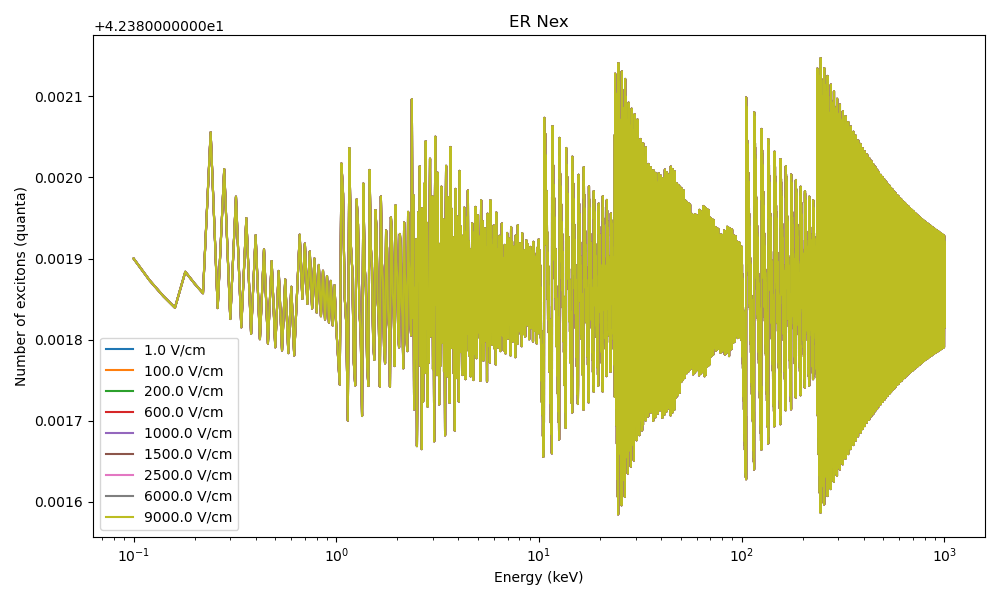 ER Nex
+4.2380000000e1
Number of excitons (quanta)
0.0021
0.0020
0.0019
0.0018
0.0017
0.0016
1.0 V/cm
100.0 V/cm
200.0 V/cm
600.0 V/cm
1000.0 V/cm
1500.0 V/cm
2500.0 V/cm
6000.0 V/cm
9000.0 V/cm
10⁻¹ 10⁰ 10¹ 10² 10³
Energy (keV)